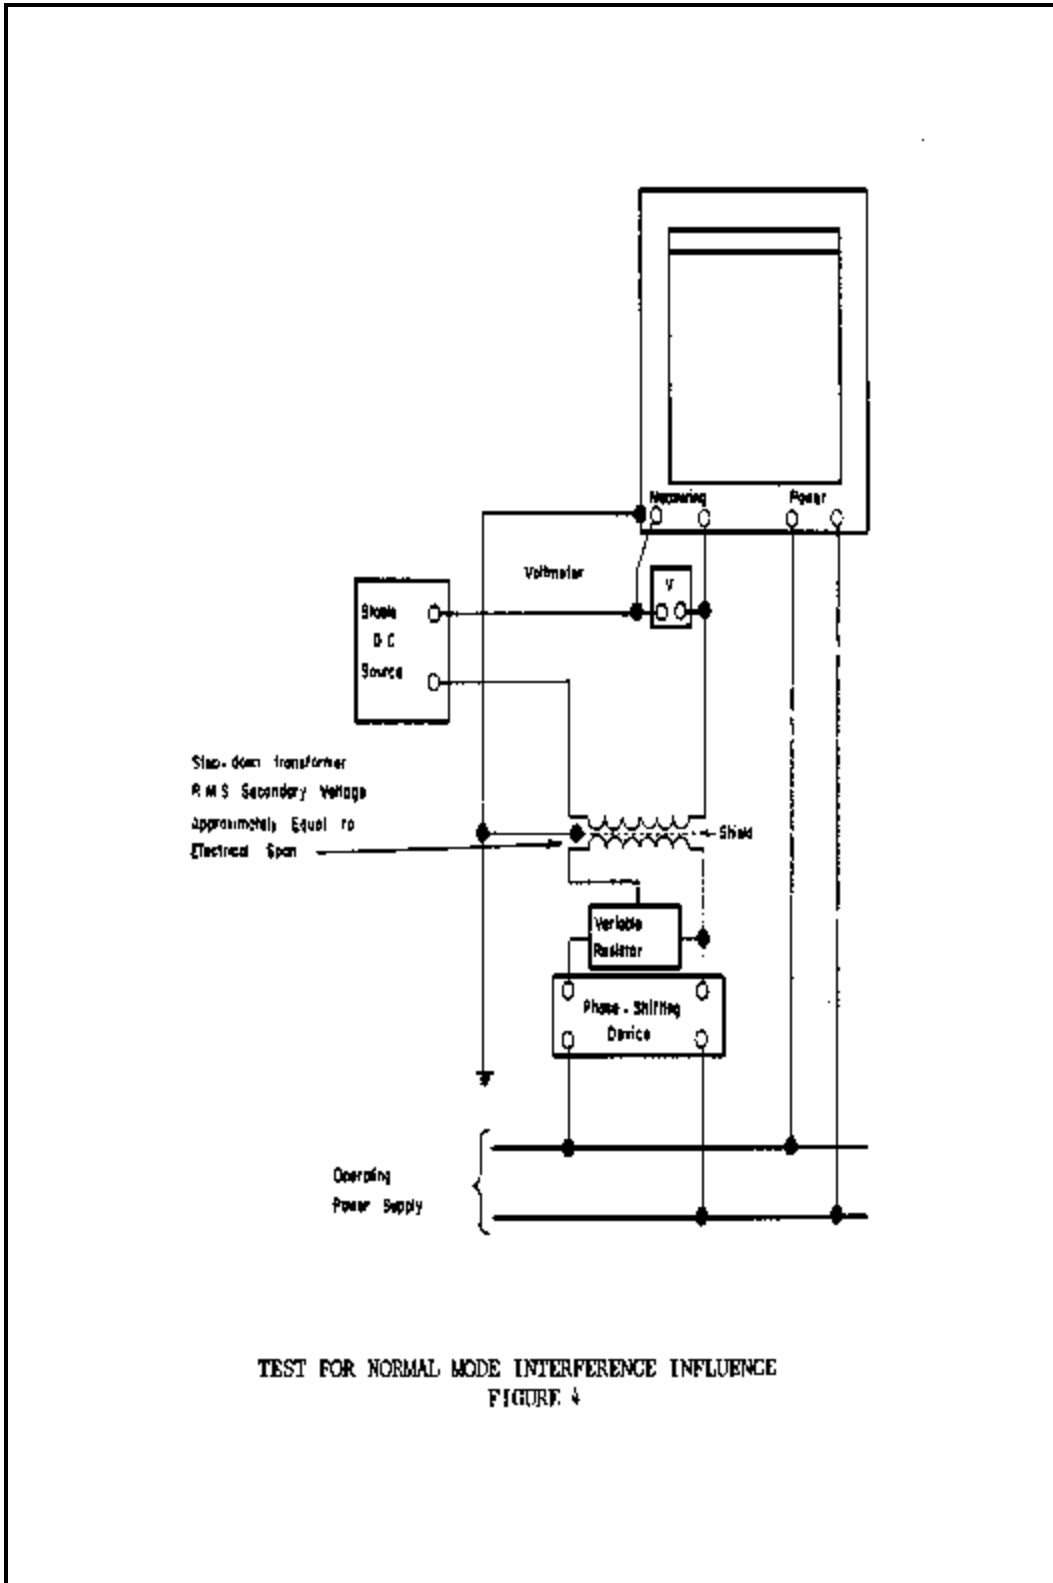 Measuring
Power
Voltmeter
V
Stable
D C
Source
Step-down transformer
R M S Secondary Voltage
Approximately Equal to
Electrical Span
Shield
Variable
Resistor
Phase - Shifting
Device
Operating
Power Supply
TEST FOR NORMAL MODE INTERFERENCE INFLUENCE
FIGURE 4